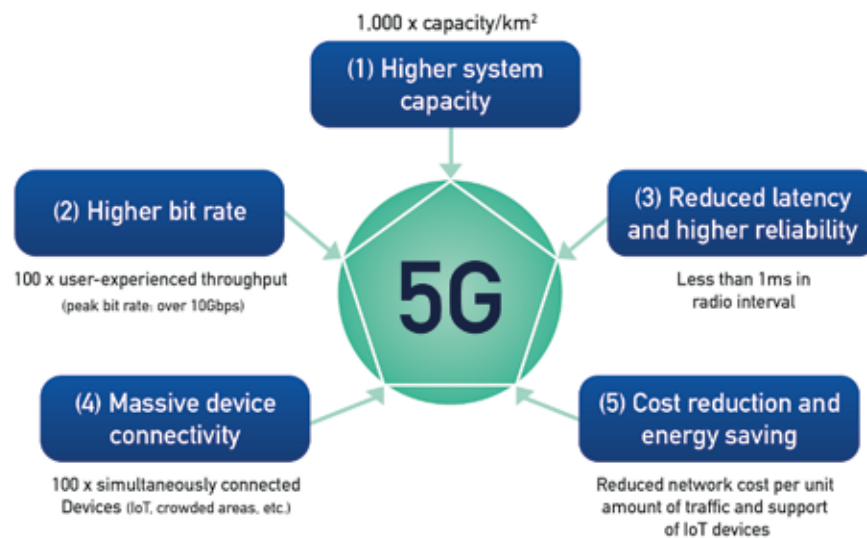 1,000 x capacity/km²
(1) Higher system
capacity
(2) Higher bit rate
100 x user-experienced throughput
(peak bit rate: over 10Gbps)
(3) Reduced latency
and higher reliability
Less than 1ms in
radio interval
5G
(4) Massive device
connectivity
100 x simultaneously connected
Devices (IoT, crowded areas, etc.)
(5) Cost reduction and
energy saving
Reduced network cost per unit
amount of traffic and support
of IoT devices